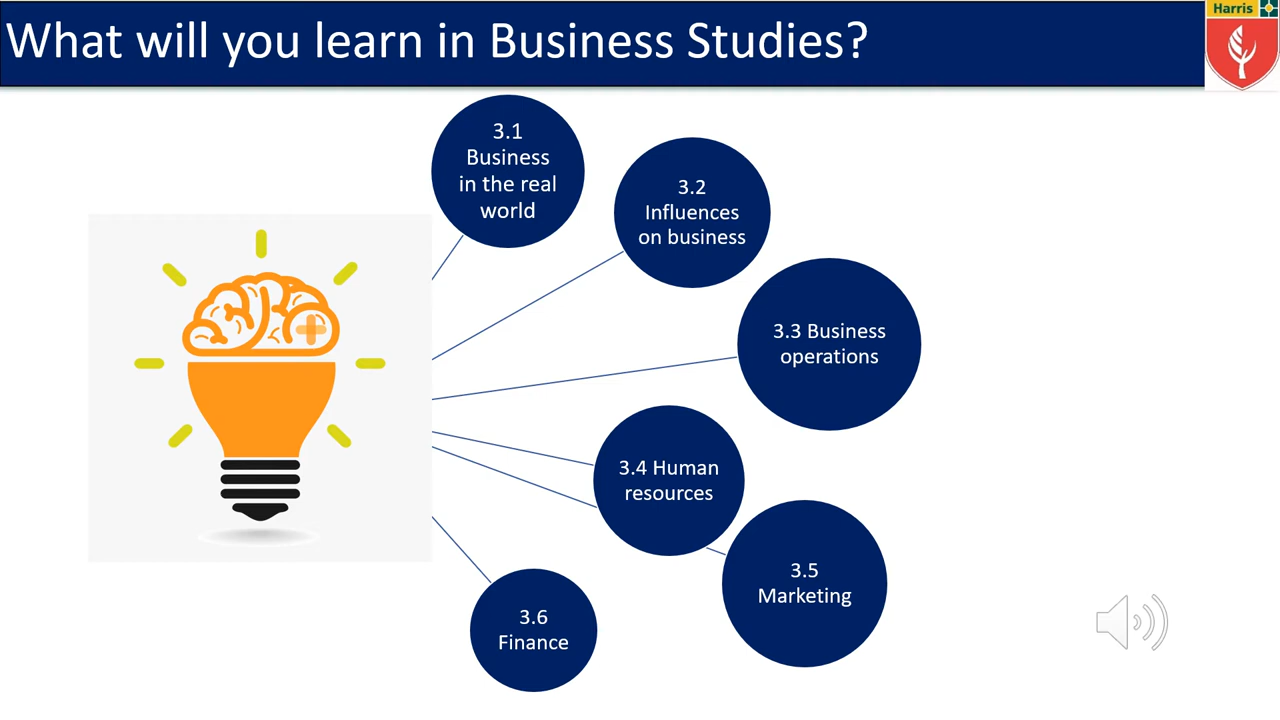 What will you learn in Business Studies?
Harris
3.1
Business
in the real
world
3.2
Influences
on business
3.3 Business
operations
3.4 Human
resources
3.5
Marketing
3.6
Finance